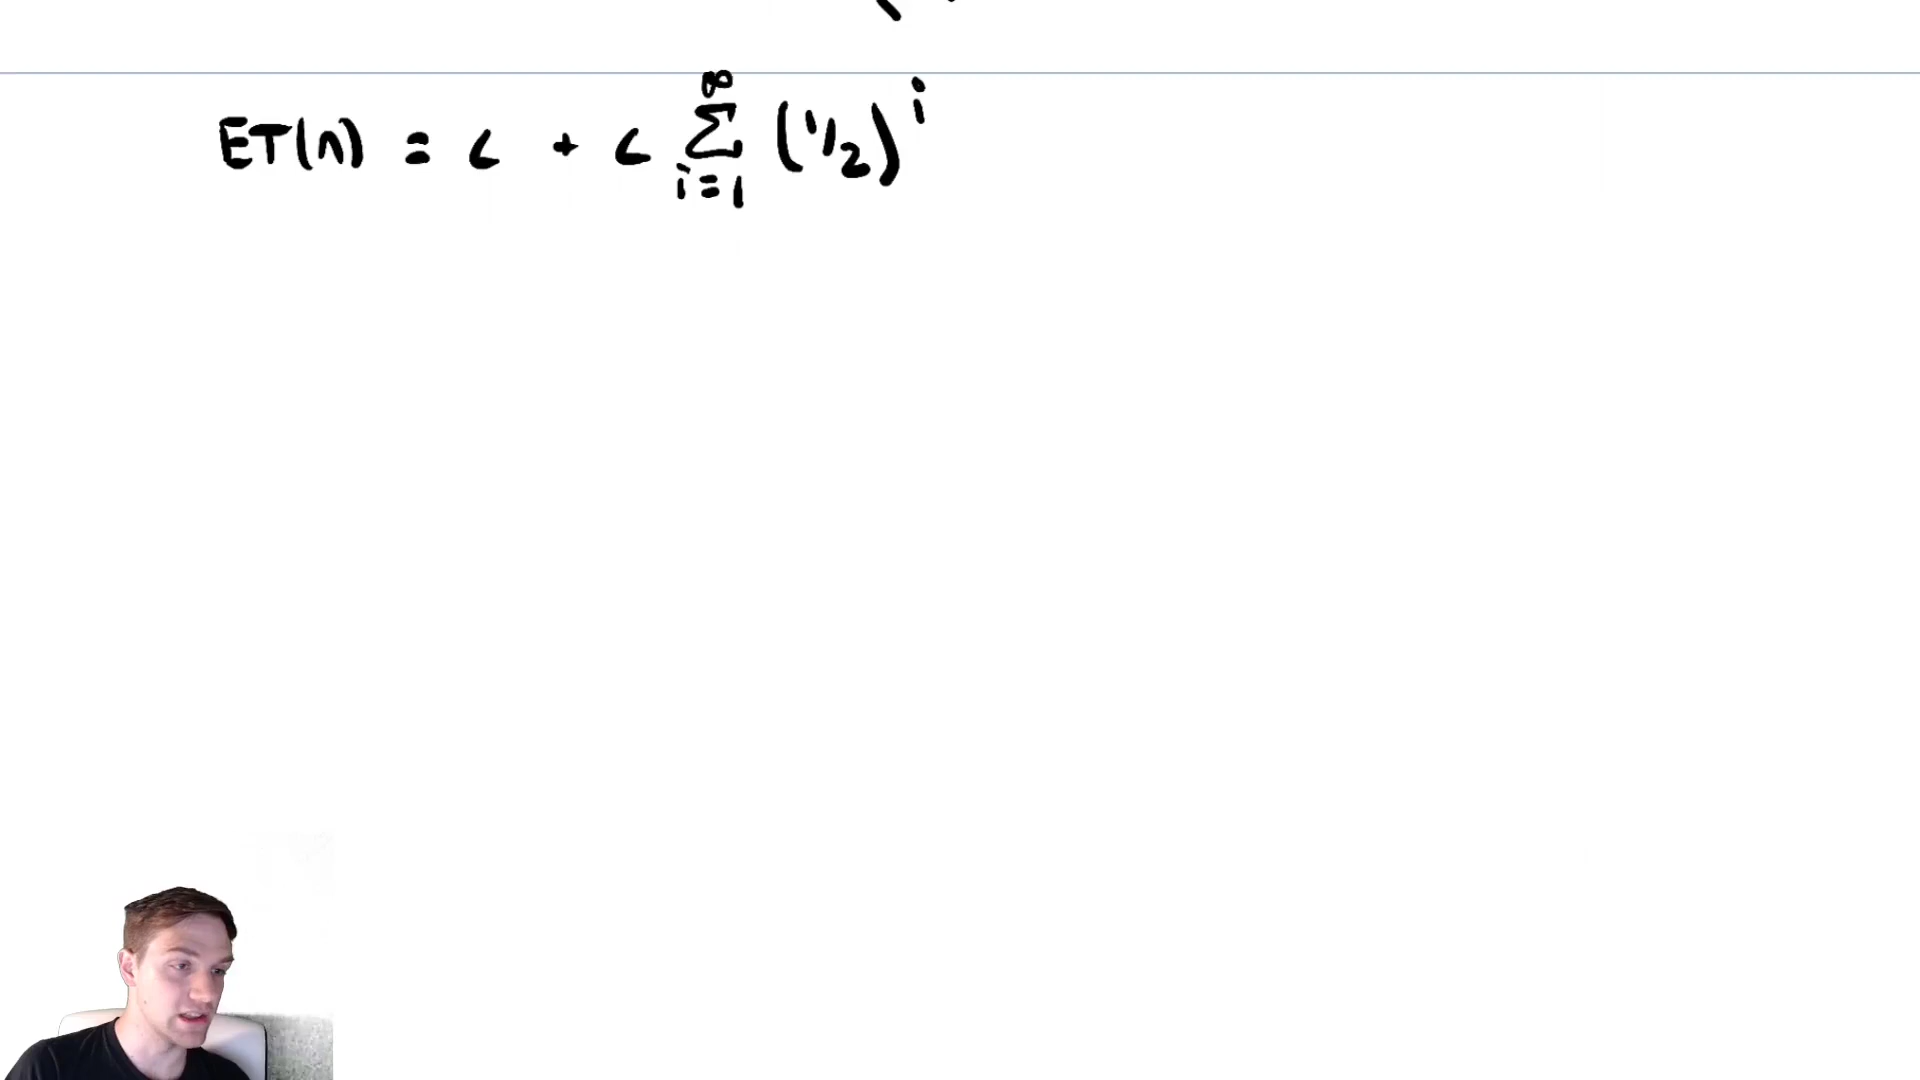 ET(n) = c + c ∑_{i=1}^{∞} (1/2)^i